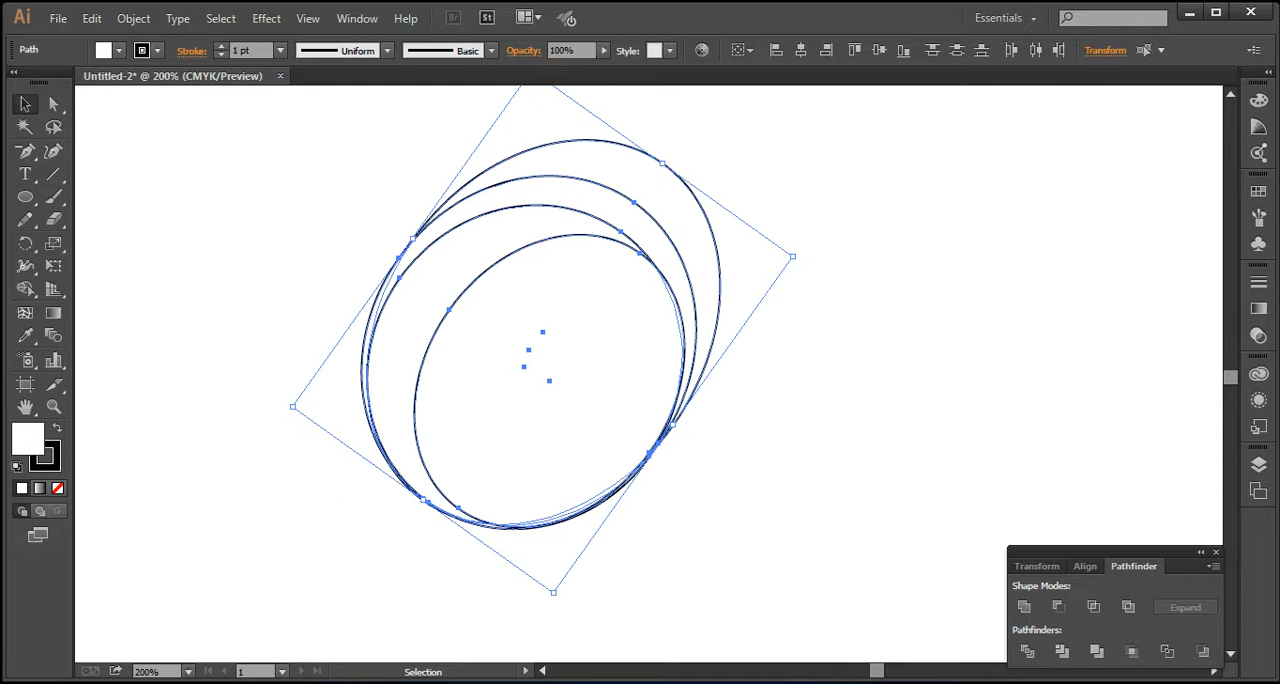 Ai File Edit Object Type Select Effect View Window Help Br St Essentials
Path Stroke: 1 pt Uniform Basic Opacity: 100% Style: Transform
Untitled-2* @ 200% (CMYK/Preview) ×
T
Transform Align Pathfinder
Shape Modes:
Expand
Pathfinders:
200% 1 Selection